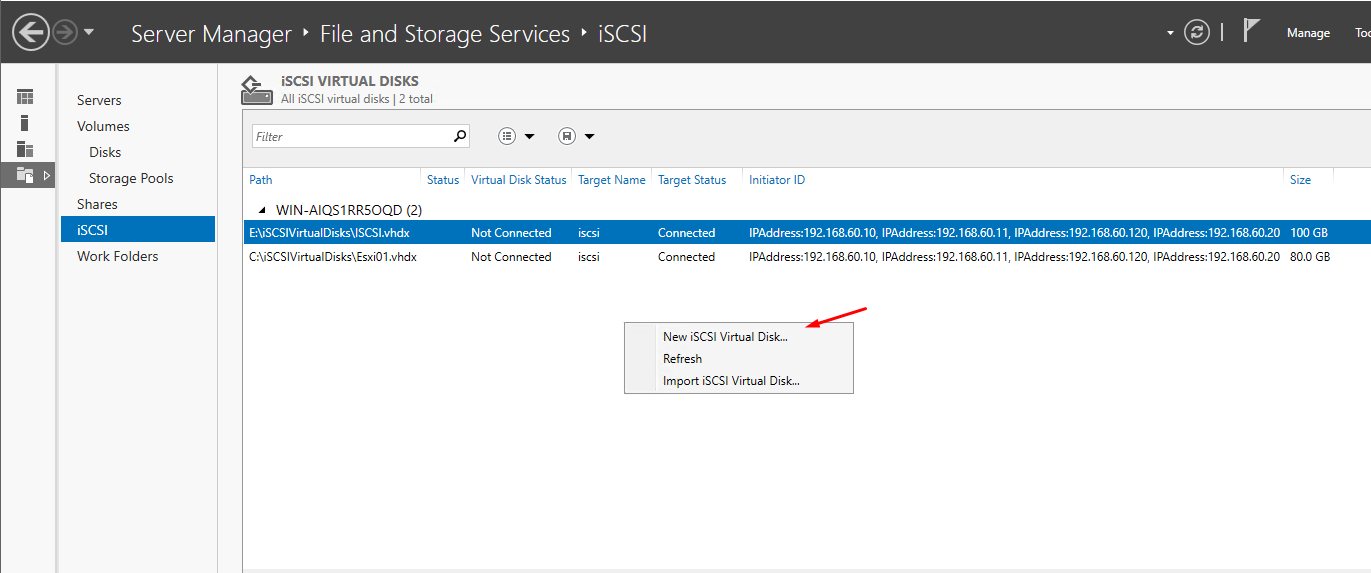 Server Manager ‣ File and Storage Services ‣ iSCSI
Manage
iSCSI VIRTUAL DISKS
All iSCSI virtual disks | 2 total
Servers
Volumes
Disks
Storage Pools
Shares
iSCSI
Work Folders
Filter
Path Status Virtual Disk Status Target Name Target Status Initiator ID Size
WIN-AIQS1RR5OQD (2)
E:\iSCSIVirtualDisks\ISCSI.vhdx Not Connected iscsi Connected IPAddress:192.168.60.10, IPAddress:192.168.60.11, IPAddress:192.168.60.120, IPAddress:192.168.60.20 100 GB
C:\iSCSIVirtualDisks\Esxi01.vhdx Not Connected iscsi Connected IPAddress:192.168.60.10, IPAddress:192.168.60.11, IPAddress:192.168.60.120, IPAddress:192.168.60.20 80.0 GB
New iSCSI Virtual Disk...
Refresh
Import iSCSI Virtual Disk...